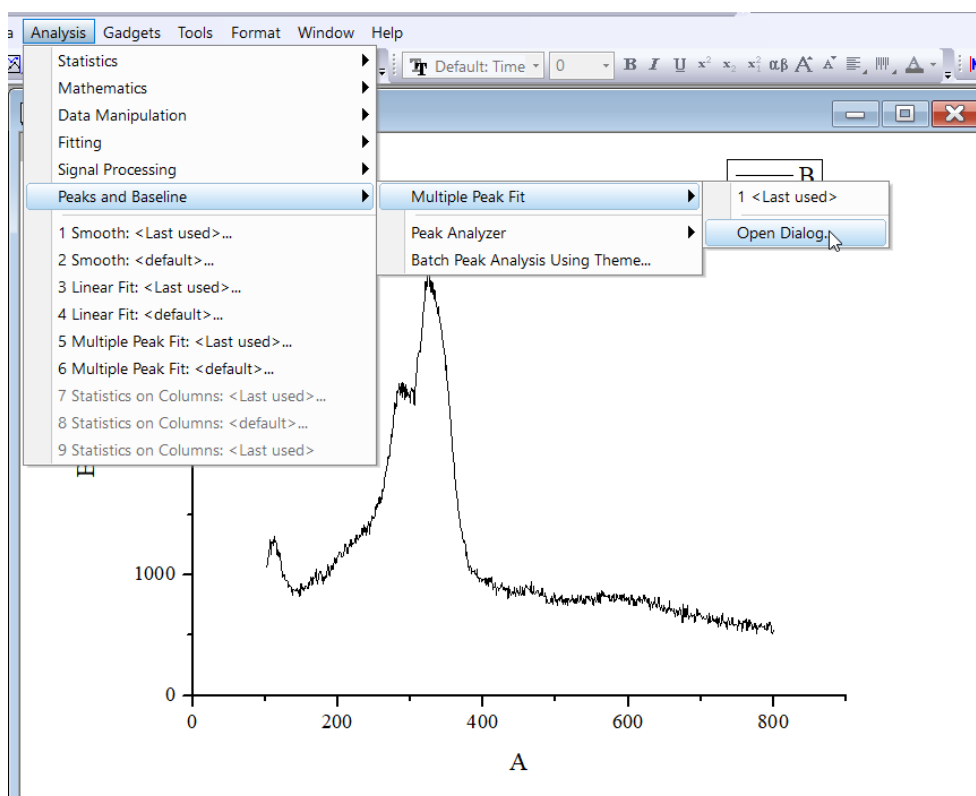 a Analysis Gadgets Tools Format Window Help
Default: Time 0 B I U x² x₂ x²₁ αβ A A A
Statistics
Mathematics
Data Manipulation
Fitting
Signal Processing
B
Peaks and Baseline Multiple Peak Fit 1 <Last used>
1 Smooth: <Last used>... Peak Analyzer Open Dialog...
2 Smooth: <default>... Batch Peak Analysis Using Theme...
3 Linear Fit: <Last used>...
4 Linear Fit: <default>...
5 Multiple Peak Fit: <Last used>...
6 Multiple Peak Fit: <default>...
7 Statistics on Columns: <Last used>...
8 Statistics on Columns: <default>...
9 Statistics on Columns: <Last used>
1000
0
0 200 400 600 800
A